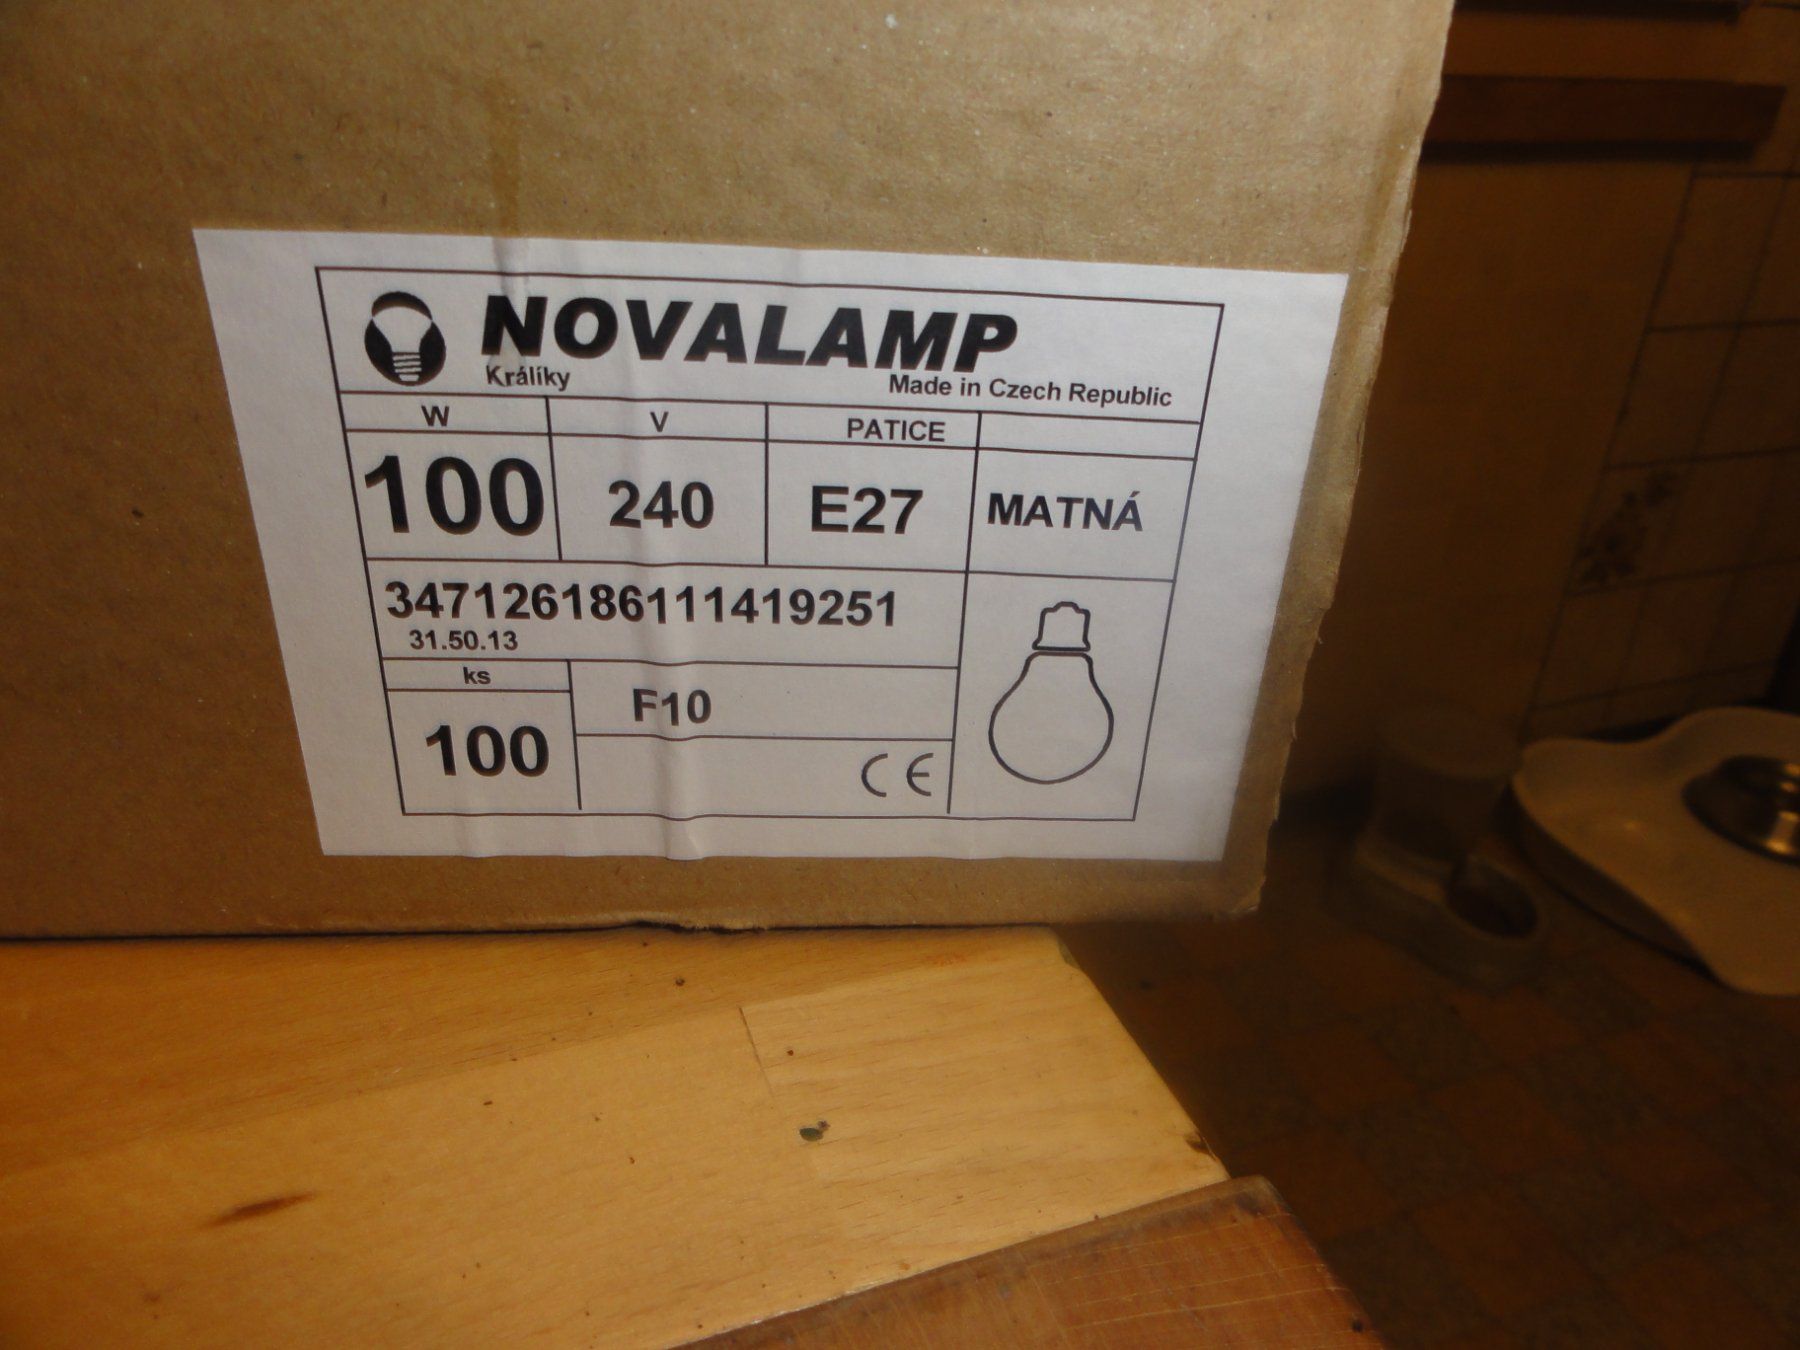 NOVALAMP
Králíky
Made in Czech Republic
W
V
PATICE
100
240
E27
MATNÁ
347126186111419251
31.50.13
ks
100
F10
CE